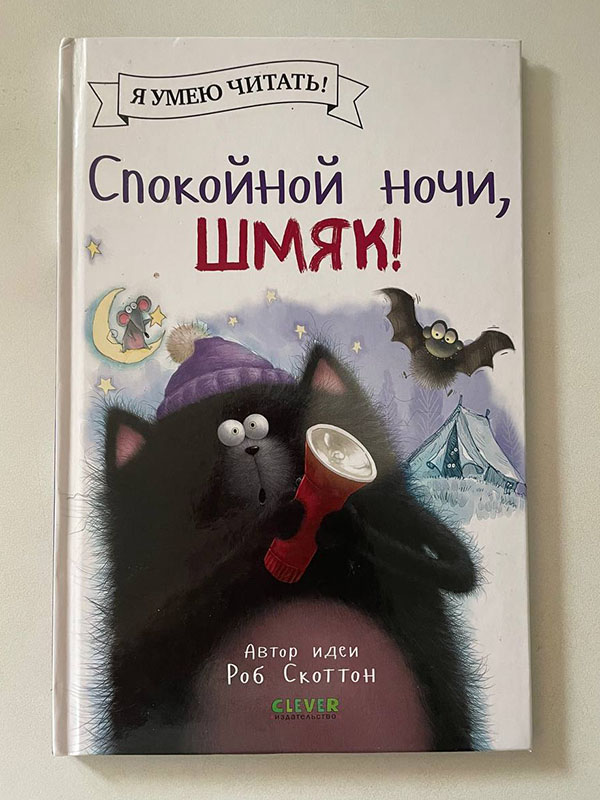 Я УМЕЮ ЧИТАТЬ!
Спокойной ночи,
ШМЯК!
Автор идеи
Роб Скоттон
CLEVER
издательство